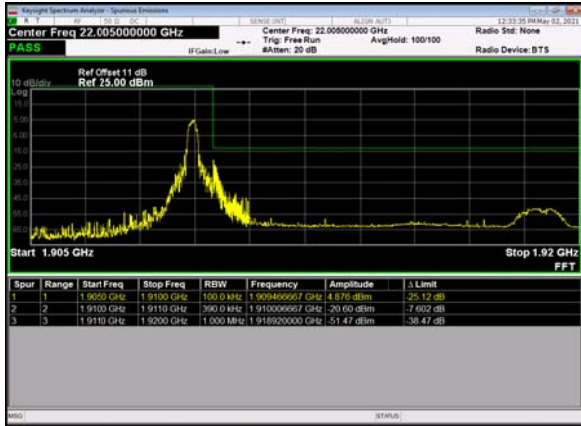 Keysight Spectrum Analyzer - Spurious Emissions
RF 50 Ω DC SENSE:INT ALIGN AUTO 12:33:35 PM May 02, 2021
Center Freq 22.005000000 GHz Center Freq: 22.005000000 GHz Radio Std: None
Trig: Free Run AvgHold: 100/100
PASS IFGain:Low #Atten: 20 dB Radio Device: BTS
Ref Offset 11 dB
10 dB/div Ref 25.00 dBm
Log
15.0
5.00
-5.00
-15.0
-25.0
-35.0
-45.0
-55.0
-65.0
Start 1.905 GHz Stop 1.92 GHz
FFT
Spur Range Start Freq Stop Freq RBW Frequency Amplitude Δ Limit
1 1 1.9050 GHz 1.9100 GHz 100.0 kHz 1.909466667 GHz 4.876 dBm -25.12 dB
2 2 1.9100 GHz 1.9110 GHz 390.0 kHz 1.910006667 GHz -20.60 dBm -7.602 dB
3 3 1.9110 GHz 1.9200 GHz 1.000 MHz 1.918920000 GHz -51.47 dBm -38.47 dB
MSG STATUS